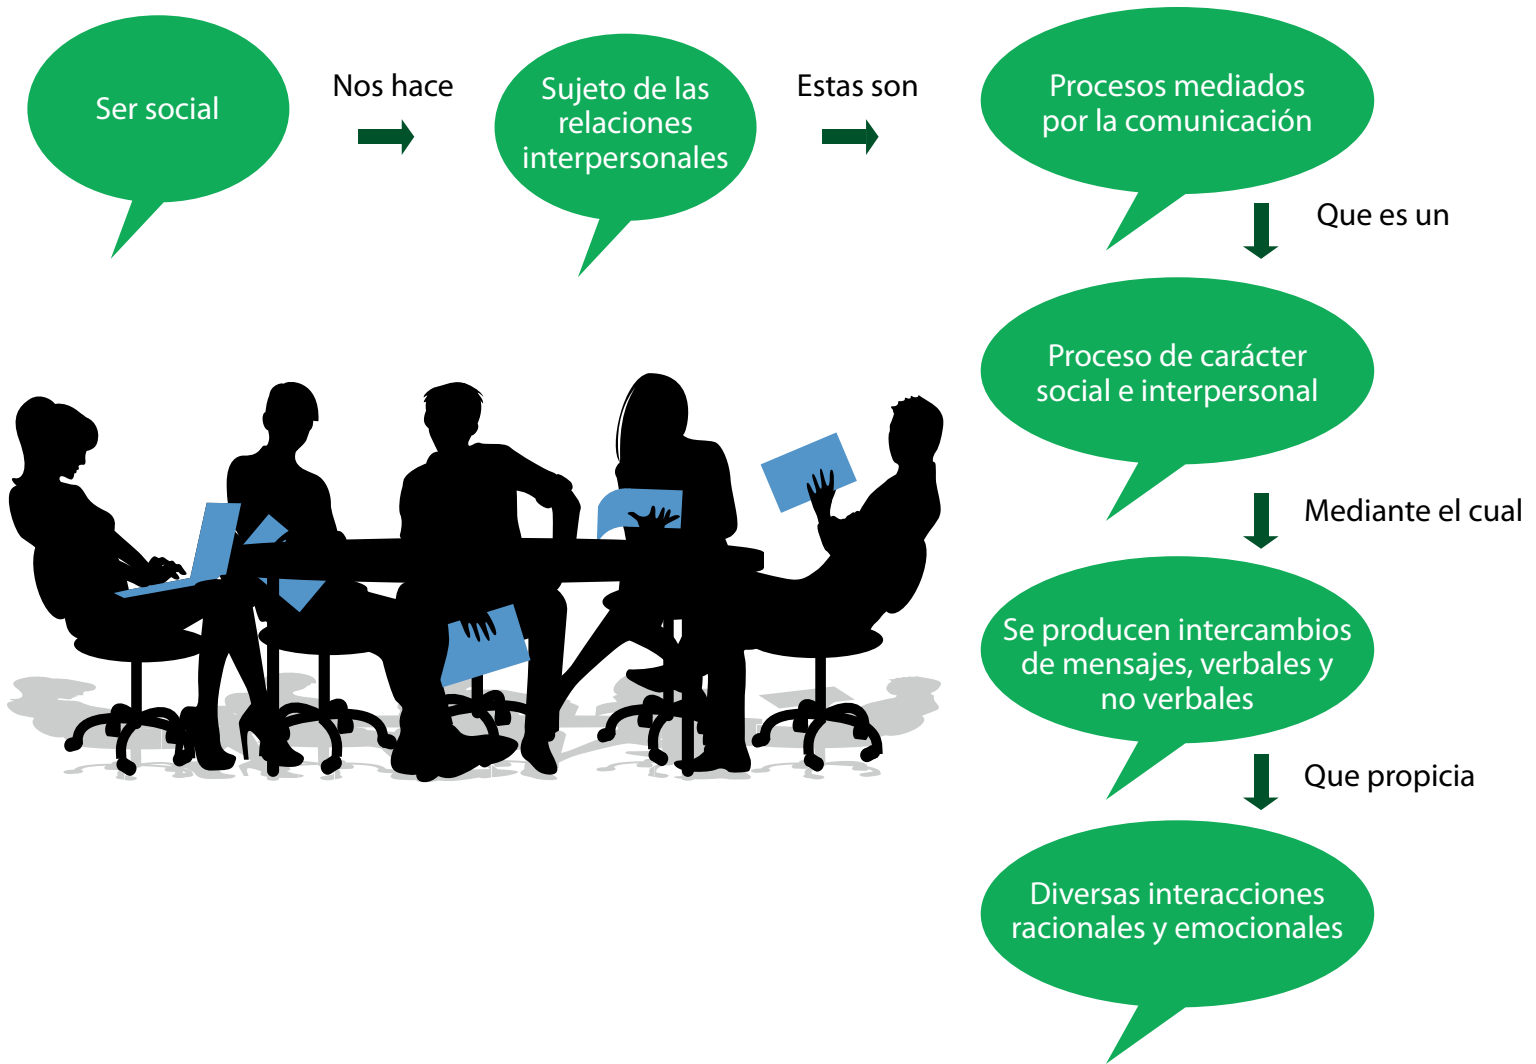 Ser social
Nos hace
Sujeto de las
relaciones
interpersonales
Estas son
Procesos mediados
por la comunicación
Que es un
Proceso de carácter
social e interpersonal
Mediante el cual
Se producen intercambios
de mensajes, verbales y
no verbales
Que propicia
Diversas interacciones
racionales y emocionales